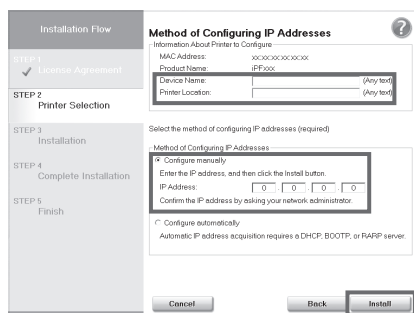 Installation Flow
STEP 1
License Agreement
STEP 2
Printer Selection
STEP 3
Installation
STEP 4
Complete Installation
STEP 5
Finish
Method of Configuring IP Addresses
?
Information About Printer to Configure
MAC Address: xx:xx:xx:xx:xx:xx
Product Name: iPFxxx
Device Name: (Any text)
Printer Location: (Any text)
Select the method of configuring IP addresses (required)
Method of Configuring IP Addresses
Configure manually
Enter the IP address, and then click the Install button.
IP Address: 0 . 0 . 0 . 0
Confirm the IP address by asking your network administrator.
Configure automatically
Automatic IP address acquisition requires a DHCP, BOOTP, or RARP server.
Cancel Back Install